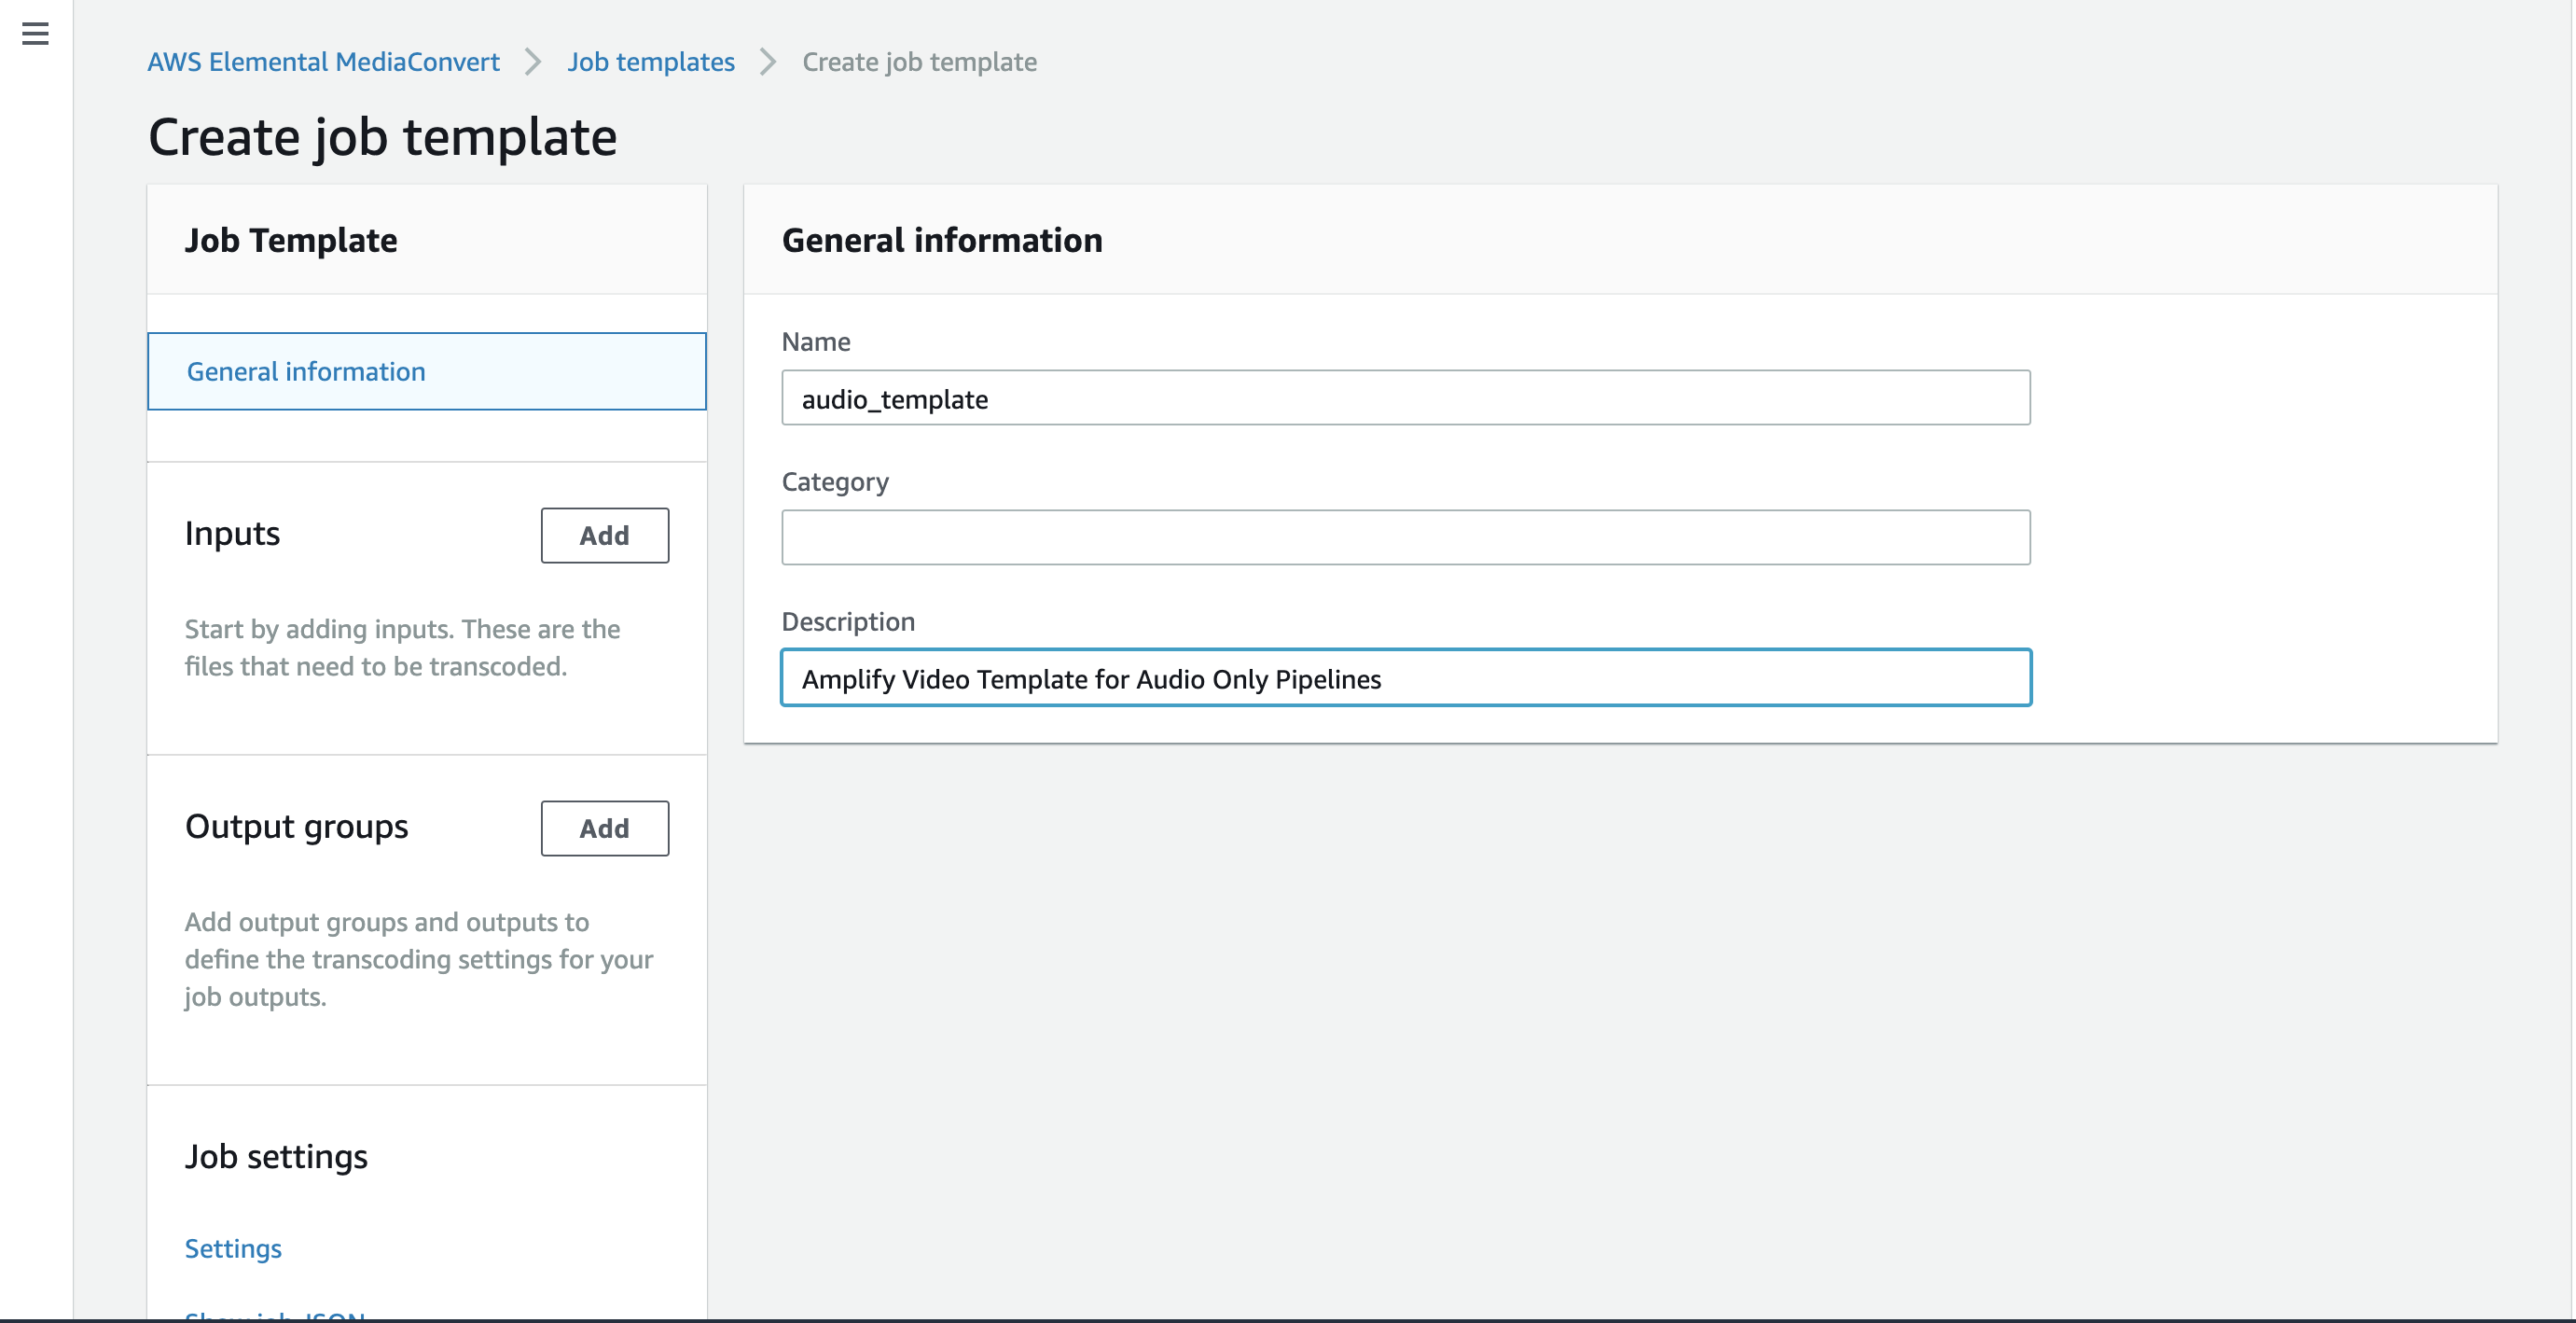 AWS Elemental MediaConvert
Job templates
Create job template
Create job template
Job Template
General information
Inputs
Add
Start by adding inputs. These are the
files that need to be transcoded.
Output groups
Add
Add output groups and outputs to
define the transcoding settings for your
job outputs.
Job settings
Settings
Show job JSON
General information
Name
audio_template
Category
Description
Amplify Video Template for Audio Only Pipelines